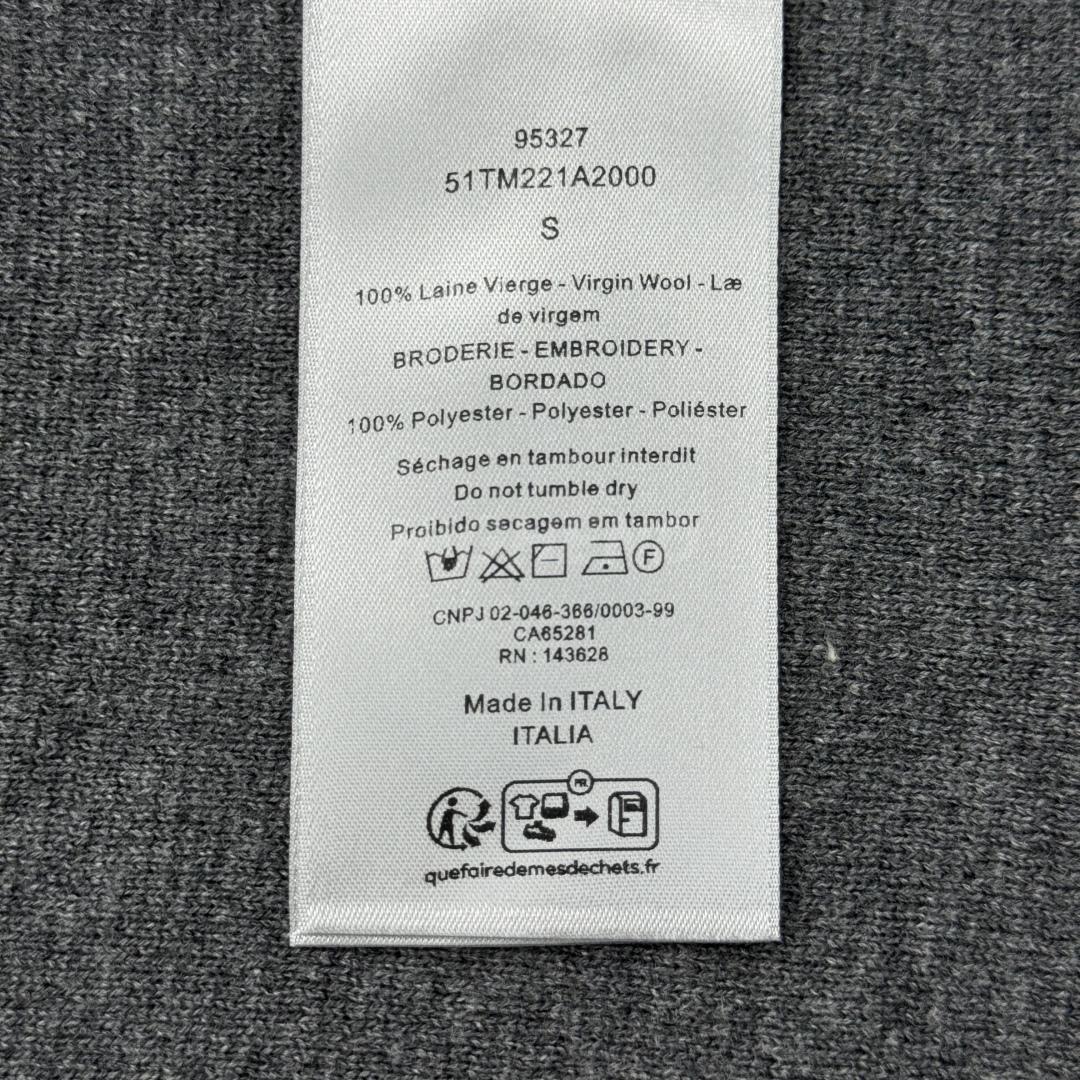 95327
51TM221A2000
S
100% Laine Vierge - Virgin Wool - Læ
de virgem
BRODERIE - EMBROIDERY -
BORDADO
100% Polyester - Polyester - Poliéster
Séchage en tambour interdit
Do not tumble dry
Proibido secagem em tambor
F
CNPJ 02-046-366/0003-99
CA65281
RN : 143628
Made In ITALY
ITALIA
FR
quefairedemesdechets.fr